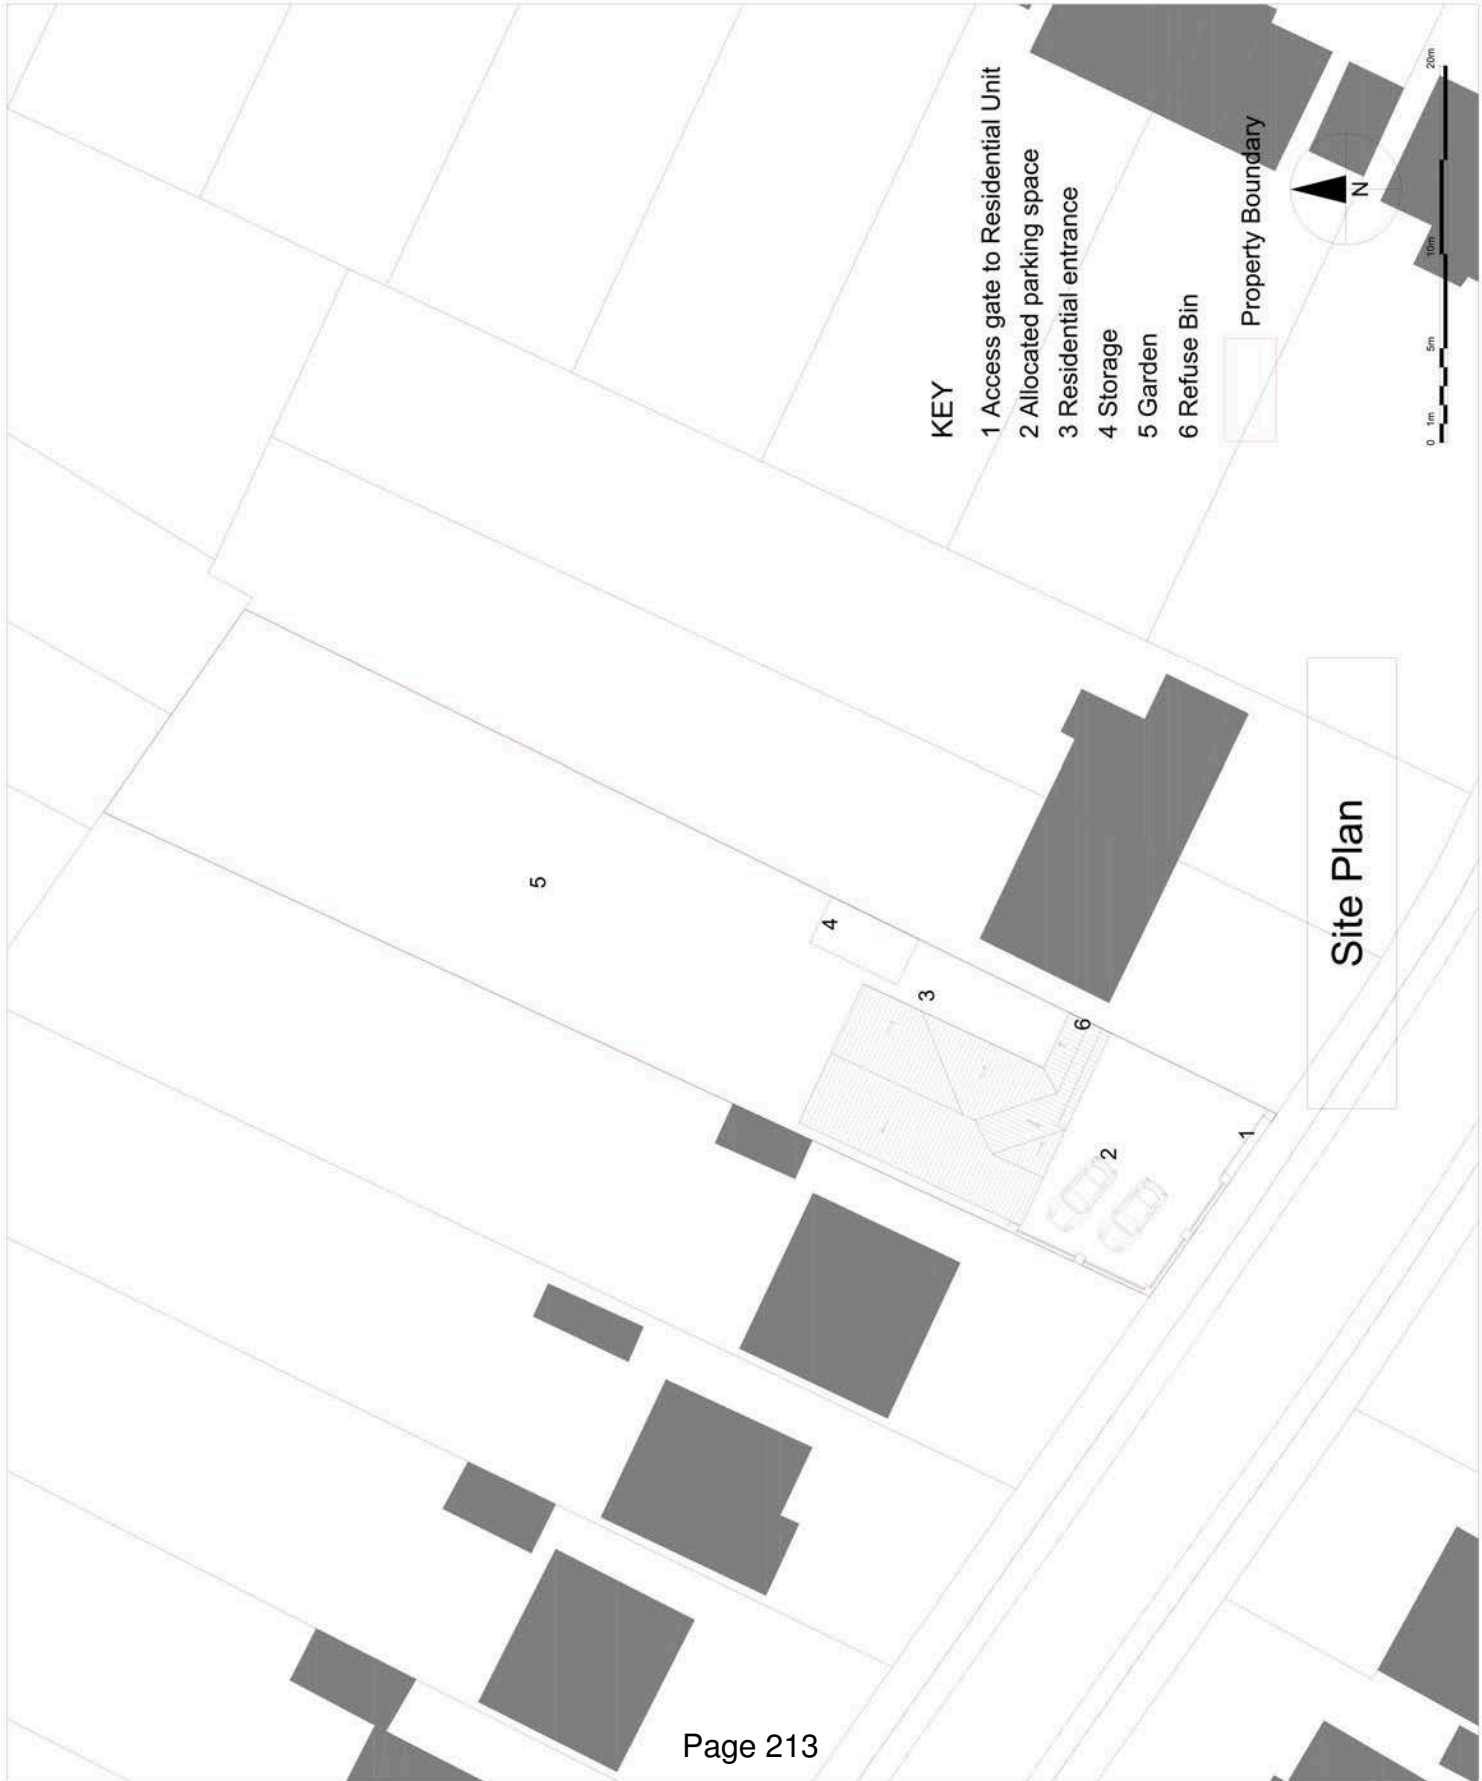 KEY
1 Access gate to Residential Unit
2 Allocated parking space
3 Residential entrance
4 Storage
5 Garden
6 Refuse Bin
Property Boundary
N
0 1m 5m 10m 20m
5
4
3
6
2
1
Site Plan
Page 213